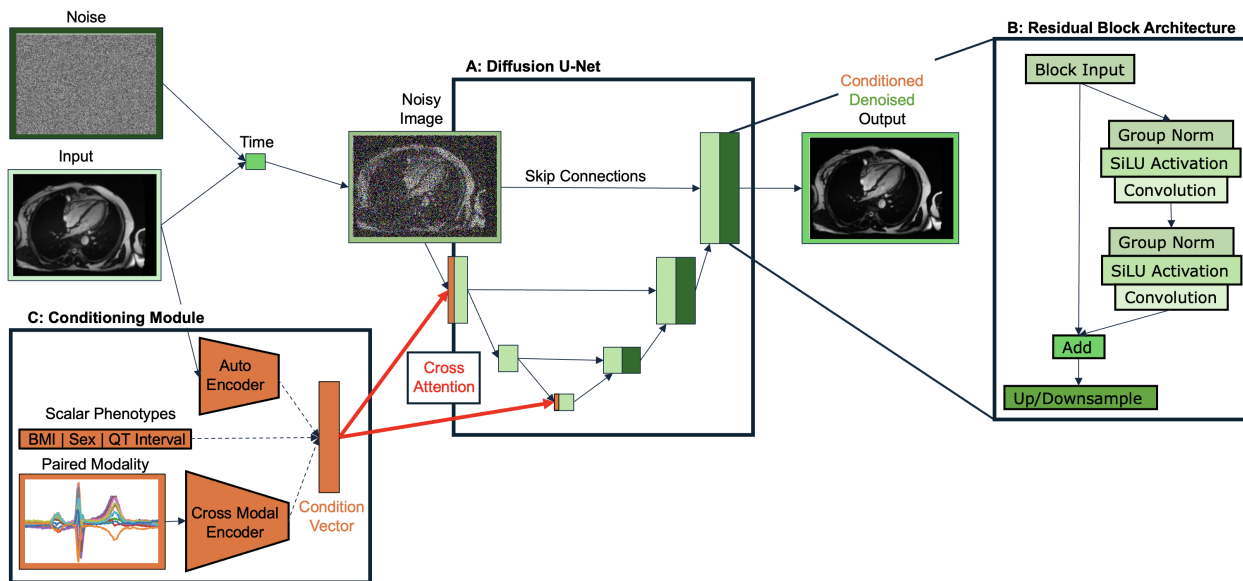 Noise
Input
Time
A: Diffusion U-Net
Noisy
Image
Skip Connections
Conditioned
Denoised
Output
Cross
Attention
B: Residual Block Architecture
Block Input
Group Norm
SiLU Activation
Convolution
Group Norm
SiLU Activation
Convolution
Add
Up/Downsample
C: Conditioning Module
Auto
Encoder
Scalar Phenotypes
BMI | Sex | QT Interval
Paired Modality
Cross Modal
Encoder
Condition
Vector